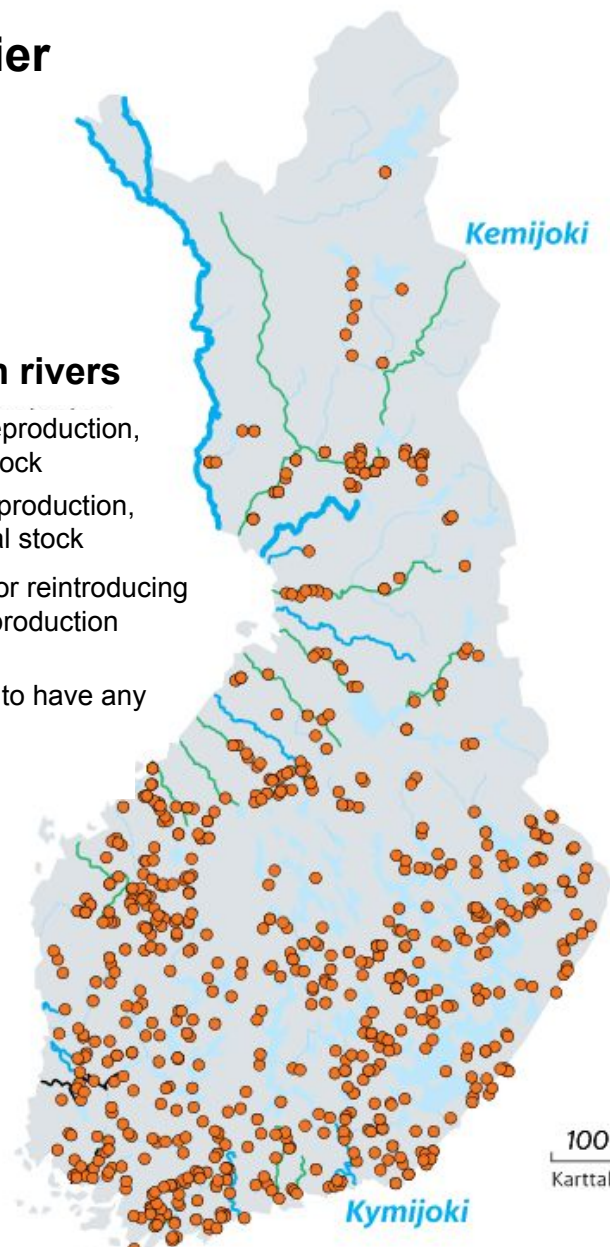 ier
Kemijoki
n rivers
eproduction,
ock
production,
al stock
or reintroducing
production
to have any
100
Karttal
Kymijoki